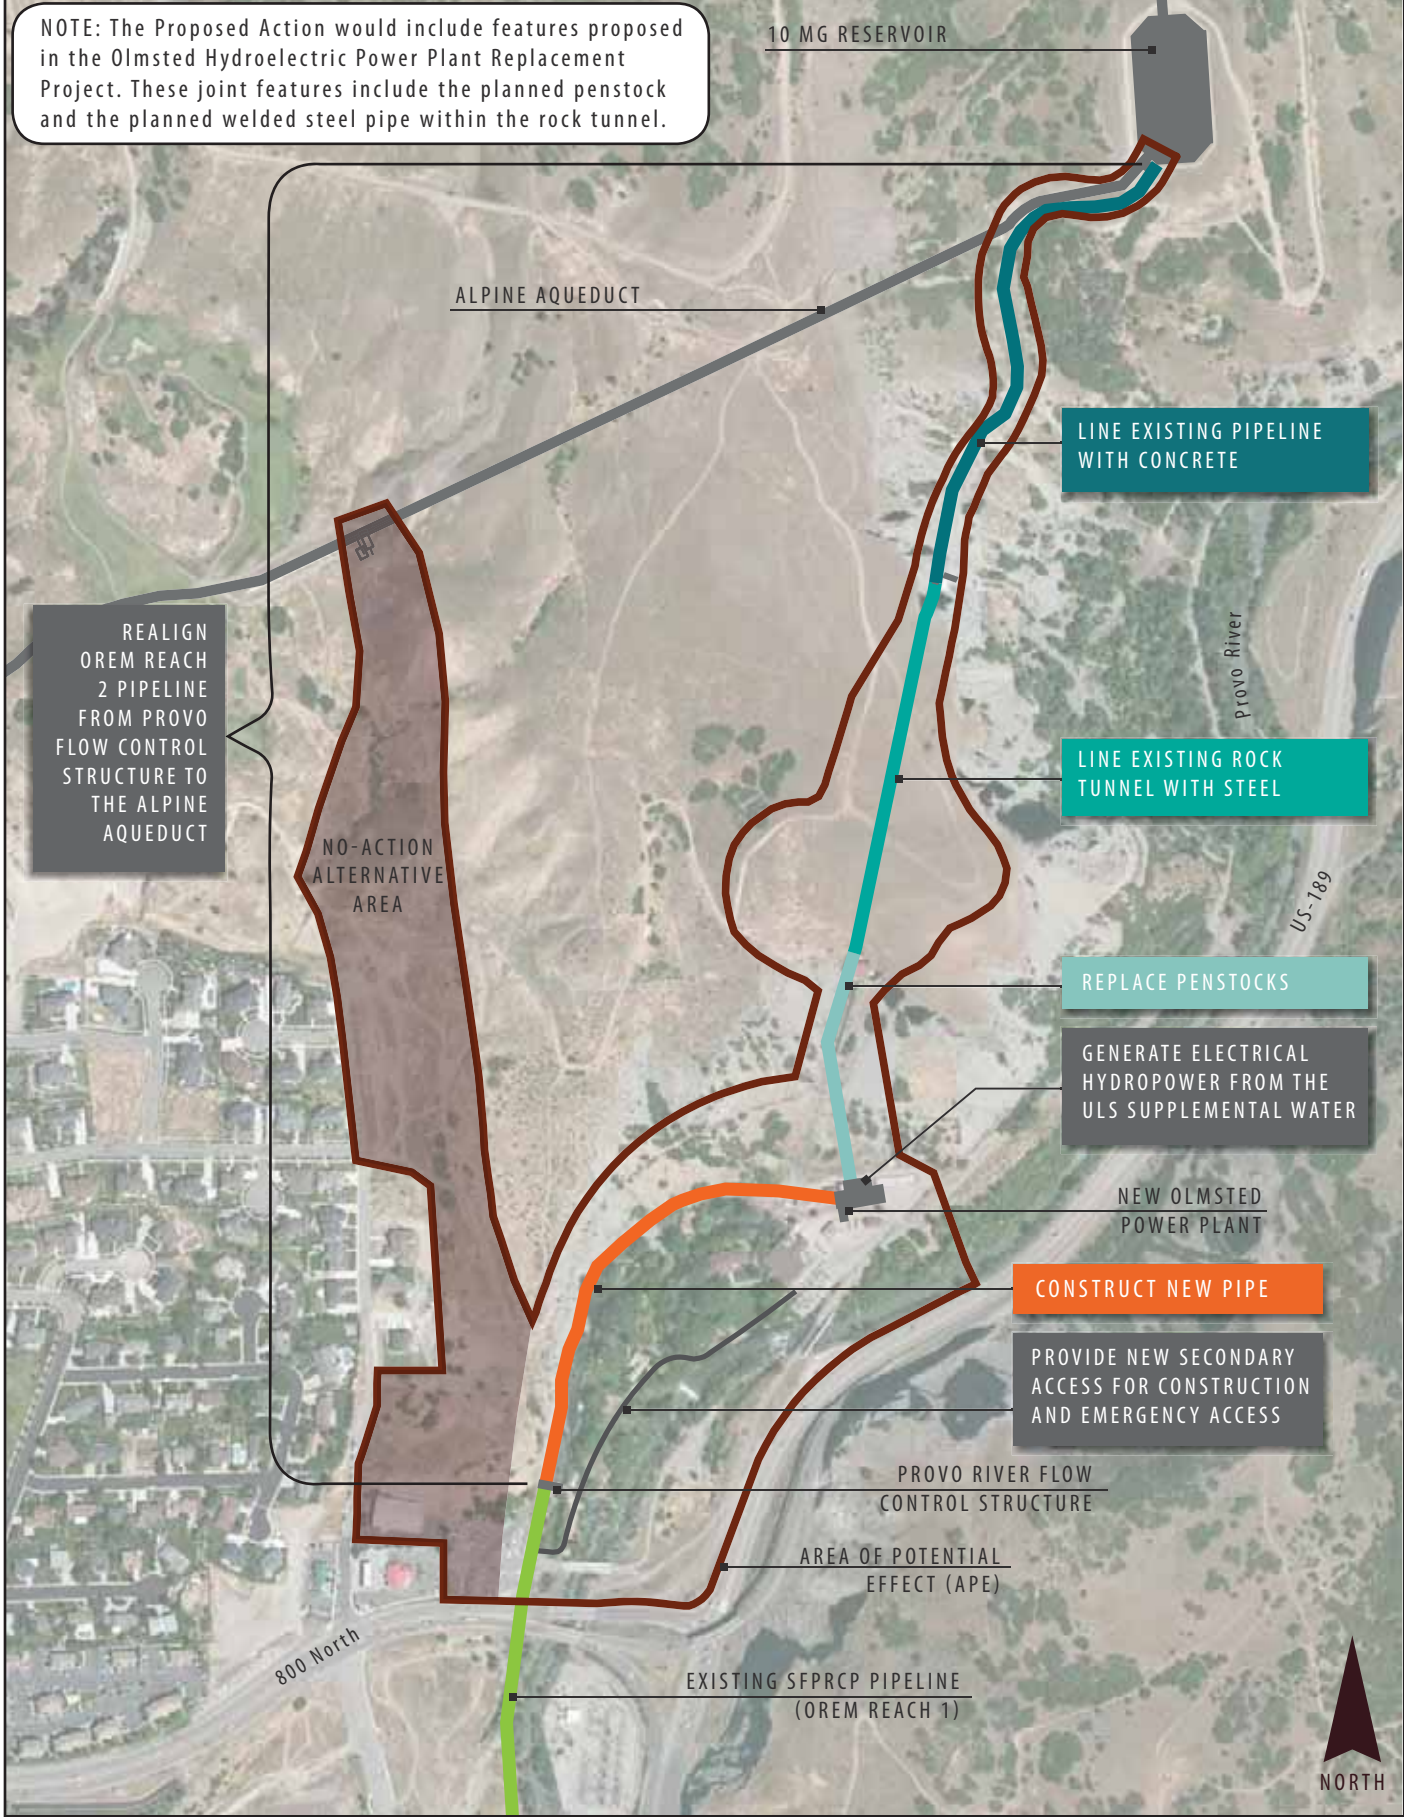 NOTE: The Proposed Action would include features proposed
in the Olmsted Hydroelectric Power Plant Replacement
Project. These joint features include the planned penstock
and the planned welded steel pipe within the rock tunnel.
10 MG RESERVOIR
ALPINE AQUEDUCT
LINE EXISTING PIPELINE
WITH CONCRETE
REALIGN
OREM REACH
2 PIPELINE
FROM PROVO
FLOW CONTROL
STRUCTURE TO
THE ALPINE
AQUEDUCT
Provo River
LINE EXISTING ROCK
TUNNEL WITH STEEL
NO-ACTION
ALTERNATIVE
AREA
US-189
REPLACE PENSTOCKS
GENERATE ELECTRICAL
HYDROPOWER FROM THE
ULS SUPPLEMENTAL WATER
NEW OLMSTED
POWER PLANT
CONSTRUCT NEW PIPE
PROVIDE NEW SECONDARY
ACCESS FOR CONSTRUCTION
AND EMERGENCY ACCESS
PROVO RIVER FLOW
CONTROL STRUCTURE
AREA OF POTENTIAL
EFFECT (APE)
800 North
EXISTING SFPRCP PIPELINE
(OREM REACH 1)
NORTH